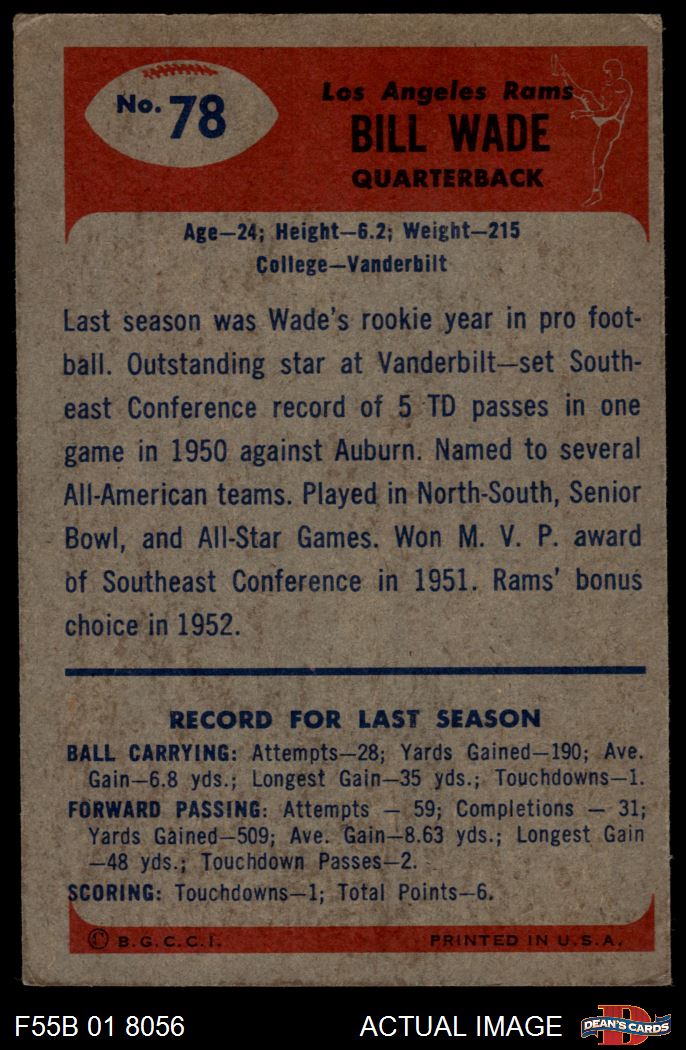 No. 78
Los Angeles Rams
BILL WADE
QUARTERBACK
Age—24; Height—6.2; Weight—215
College—Vanderbilt
Last season was Wade's rookie year in pro foot-
ball. Outstanding star at Vanderbilt—set South-
east Conference record of 5 TD passes in one
game in 1950 against Auburn. Named to several
All-American teams. Played in North-South, Senior
Bowl, and All-Star Games. Won M. V. P. award
of Southeast Conference in 1951. Rams' bonus
choice in 1952.
RECORD FOR LAST SEASON
BALL CARRYING: Attempts—28; Yards Gained—190; Ave.
Gain—6.8 yds.; Longest Gain—35 yds.; Touchdowns—1.
FORWARD PASSING: Attempts — 59; Completions — 31;
Yards Gained—509; Ave. Gain—8.63 yds.; Longest Gain
—48 yds.; Touchdown Passes—2.
SCORING: Touchdowns—1; Total Points—6.
© B.G.C.C.I. PRINTED IN U.S.A.
F55B 01 8056 ACTUAL IMAGE D DEAN'S CARDS